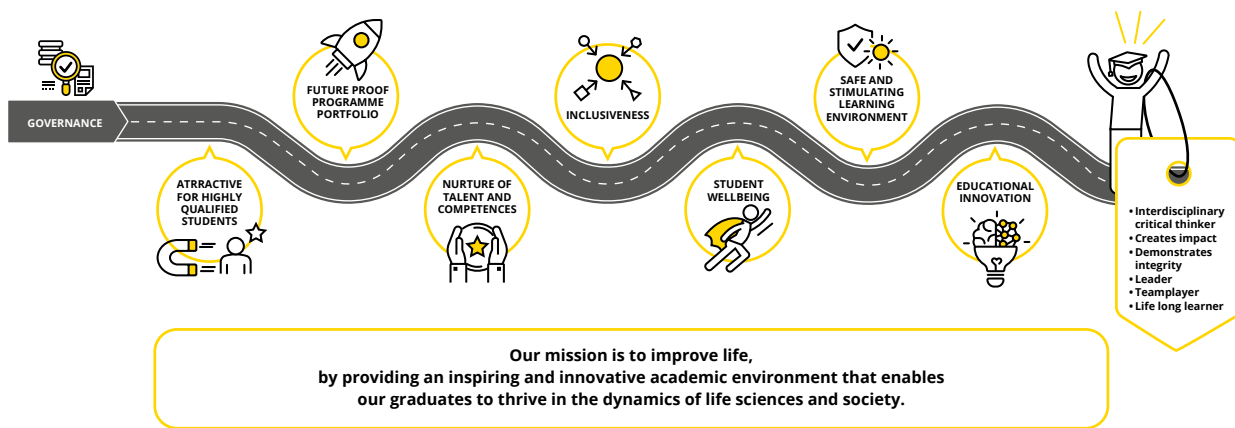 GOVERNANCE
ATRRACTIVE
FOR HIGHLY
QUALIFIED
STUDENTS
FUTURE PROOF
PROGRAMME
PORTFOLIO
NURTURE OF
TALENT AND
COMPETENCES
INCLUSIVENESS
STUDENT
WELLBEING
SAFE AND
STIMULATING
LEARNING
ENVIRONMENT
EDUCATIONAL
INNOVATION
• Interdisciplinary
critical thinker
• Creates impact
• Demonstrates
integrity
• Leader
• Teamplayer
• Life long learner
Our mission is to improve life,
by providing an inspiring and innovative academic environment that enables
our graduates to thrive in the dynamics of life sciences and society.